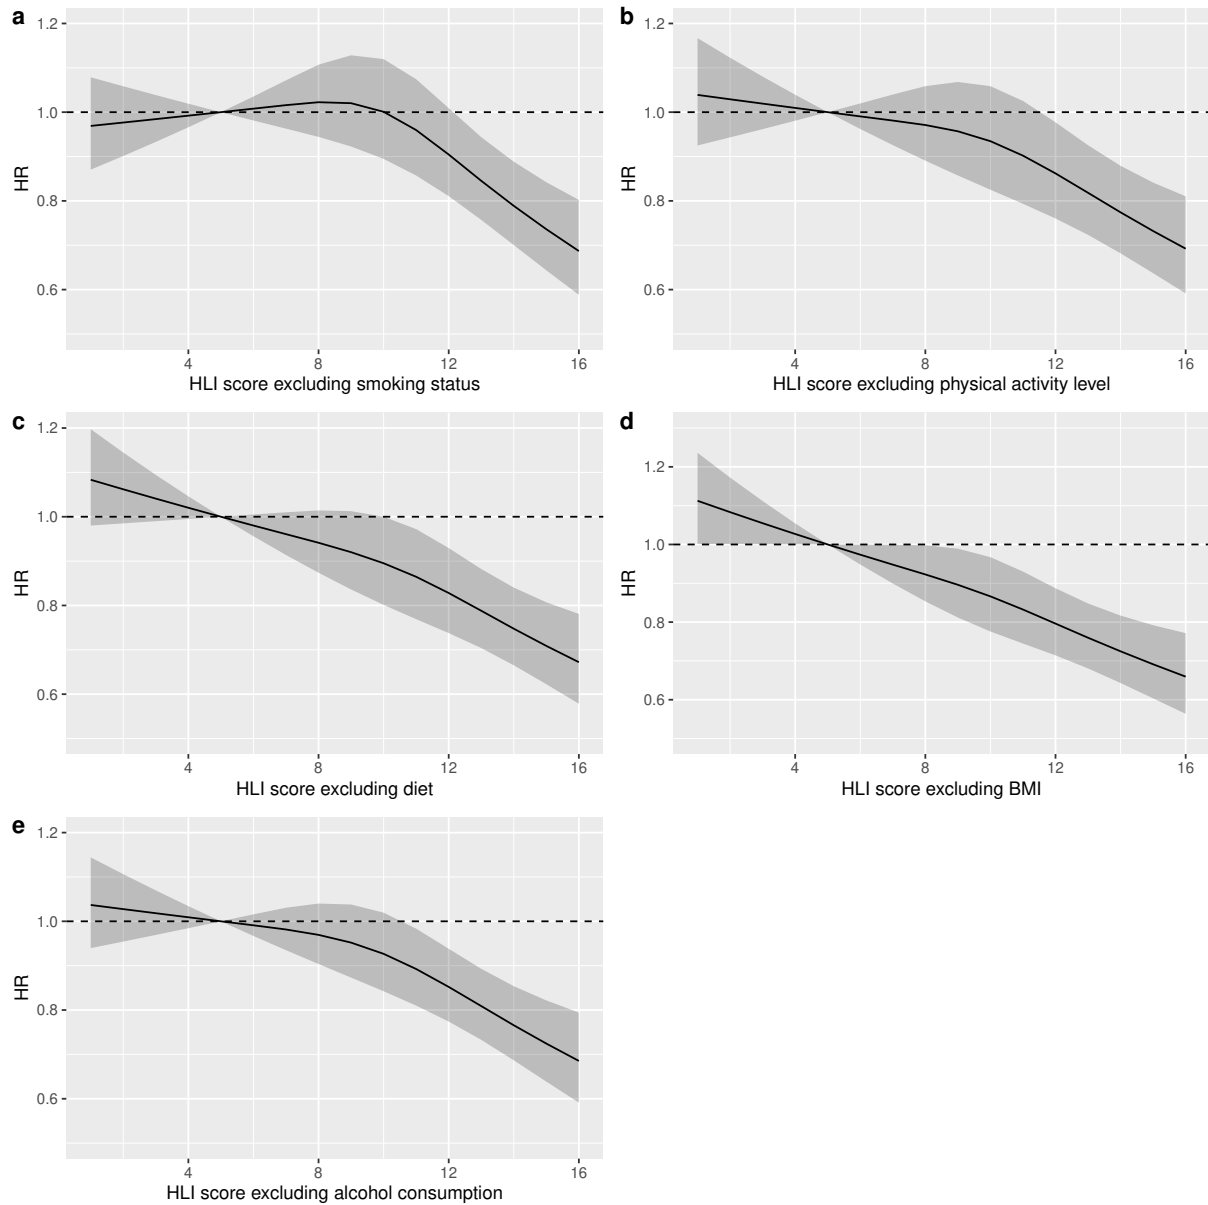 a
1.2
1.0
0.8
0.6
HR
4 8 12 16
HLI score excluding smoking status
b
1.2
1.0
0.8
0.6
HR
4 8 12 16
HLI score excluding physical activity level
c
1.2
1.0
0.8
0.6
HR
4 8 12 16
HLI score excluding diet
d
1.2
1.0
0.8
0.6
HR
4 8 12 16
HLI score excluding BMI
e
1.2
1.0
0.8
0.6
HR
4 8 12 16
HLI score excluding alcohol consumption